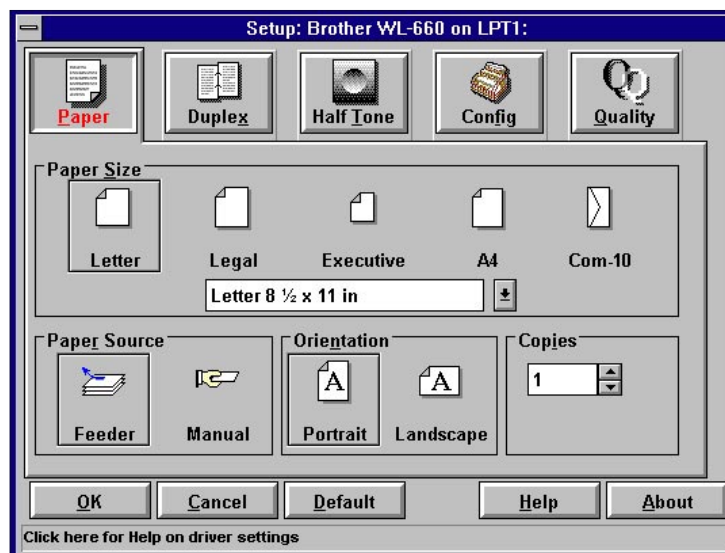 Setup: Brother WL-660 on LPT1:
Paper Duplex Half Tone Config Quality
Paper Size
Letter Legal Executive A4 Com-10
Letter 8 ½ x 11 in
Paper Source Orientation Copies
A A 1
Feeder Manual Portrait Landscape
OK Cancel Default Help About
Click here for Help on driver settings